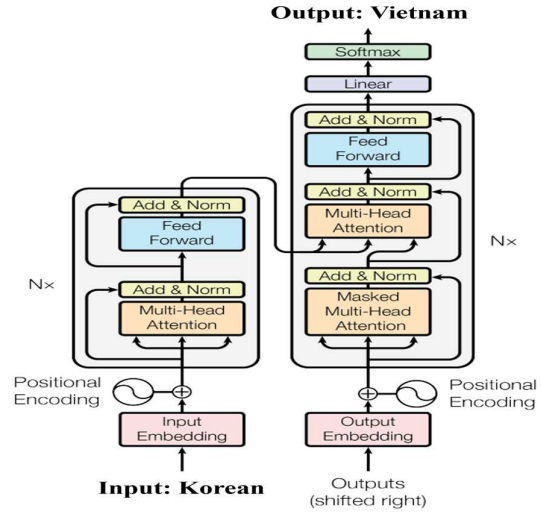 Output: Vietnam
Softmax
Linear
Add & Norm
Feed
Forward
Add & Norm
Multi-Head
Attention
Add & Norm
Masked
Multi-Head
Attention
Nx
Positional
Encoding
Output
Embedding
Outputs
(shifted right)
Add & Norm
Feed
Forward
Add & Norm
Multi-Head
Attention
Nx
Positional
Encoding
Input
Embedding
Input: Korean